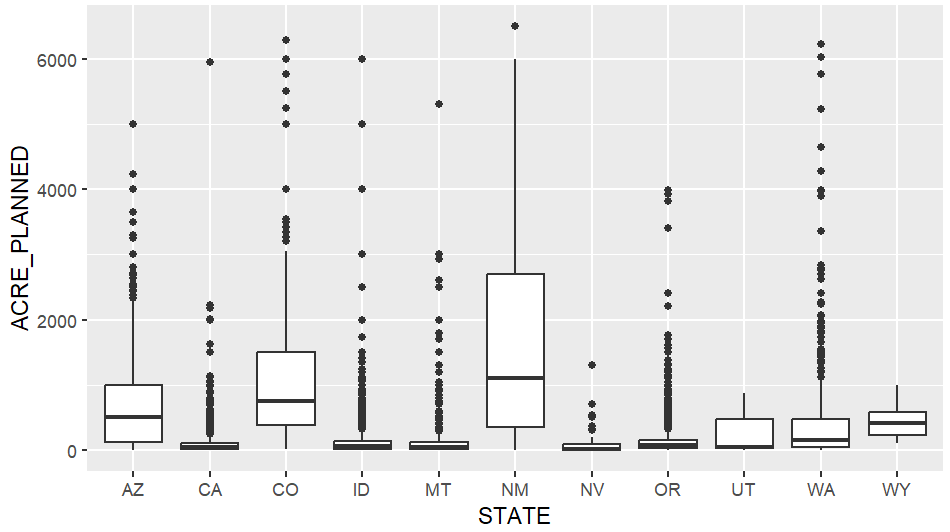 6000
4000
2000
0
ACRE_PLANNED
AZ CA CO ID MT NM NV OR UT WA WY
STATE